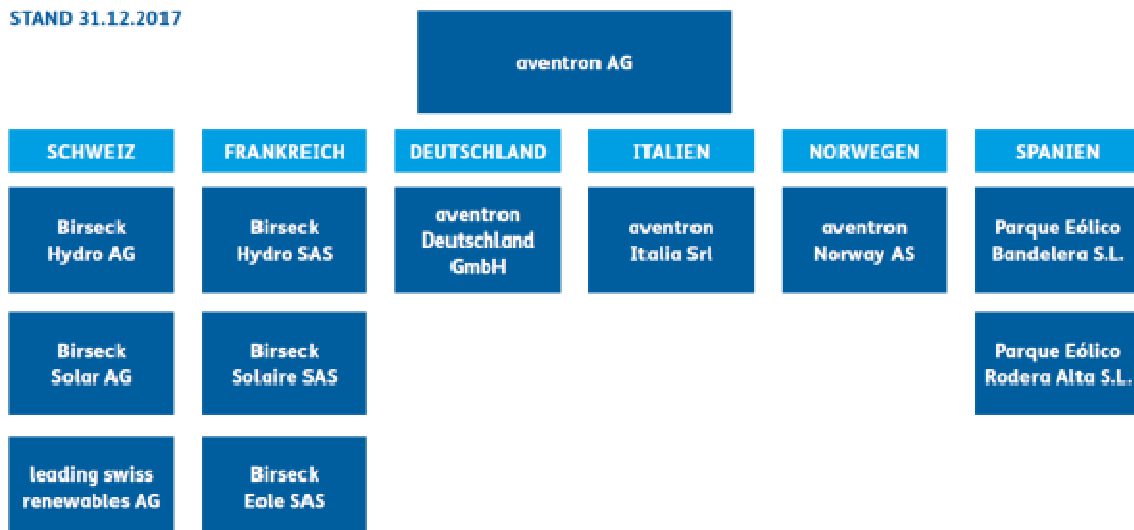 STAND 31.12.2017
aventron AG
SCHWEIZ
FRANKREICH
DEUTSCHLAND
ITALIEN
NORWEGEN
SPANIEN
Birseck
Hydro AG
Birseck
Hydro SAS
aventron
Deutschland
GmbH
aventron
Italia Srl
aventron
Norway AS
Parque Eólico
Bandelera S.L.
Birseck
Solar AG
Birseck
Solaire SAS
Parque Eólico
Rodera Alta S.L.
leading swiss
renewables AG
Birseck
Eole SAS